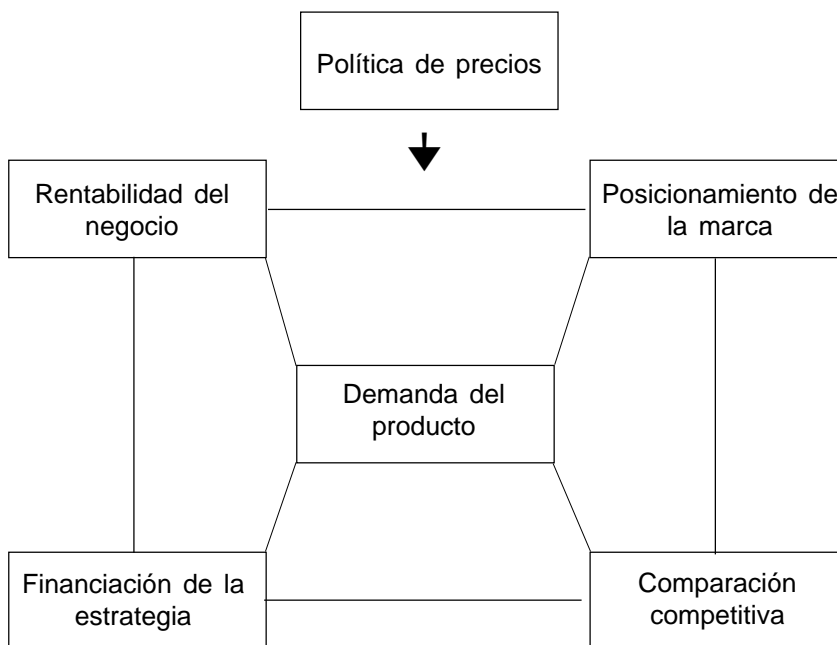 Política de precios
Rentabilidad del
negocio
Posicionamiento de
la marca
Demanda del
producto
Financiación de la
estrategia
Comparación
competitiva